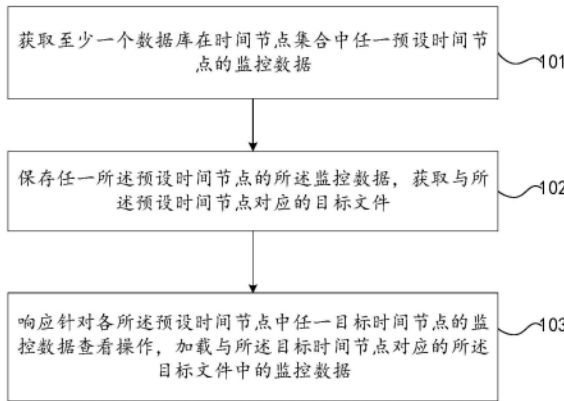 获取至少一个数据库在时间节点集合中任一预设时间节
点的监控数据
101
保存任一所述预设时间节点的所述监控数据，获取与所
述预设时间节点对应的目标文件
102
响应针对各所述预设时间节点中任一目标时间节点的监
控数据查看操作，加载与所述目标时间节点对应的所述
目标文件中的监控数据
103